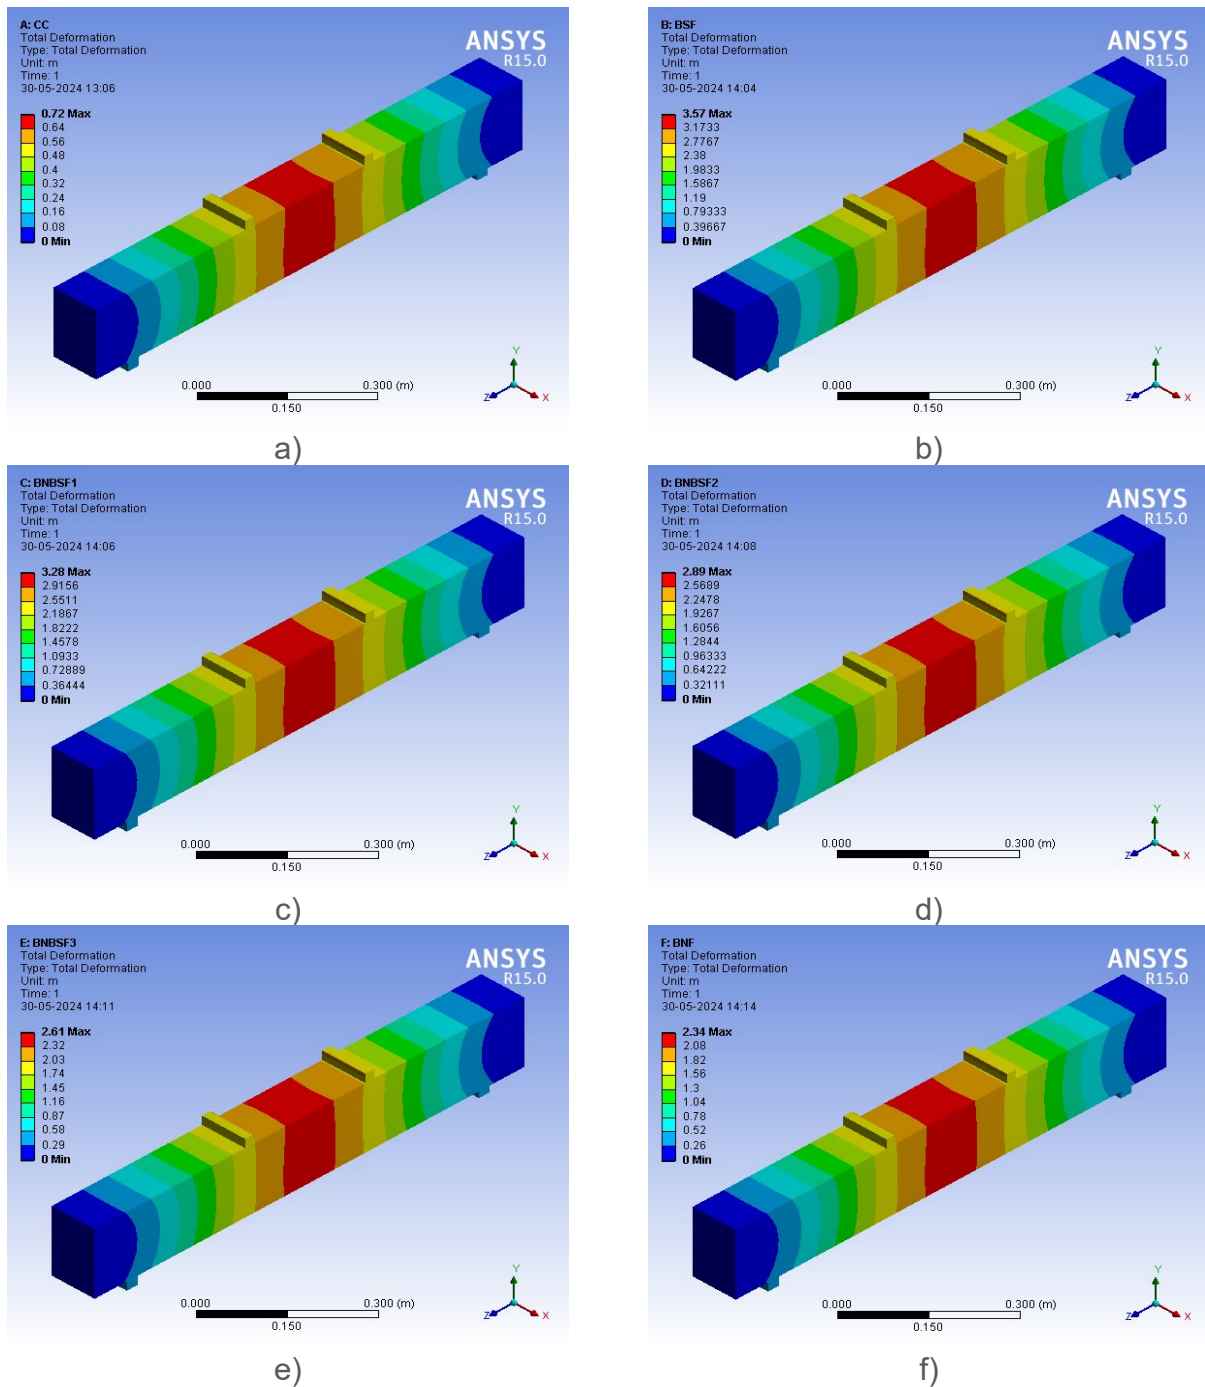 A: CC
Total Deformation
Type: Total Deformation
Unit: m
Time: 1
30-05-2024 13:06
ANSYS
R15.0
0.72 Max
0.64
0.56
0.48
0.4
0.32
0.24
0.16
0.08
0 Min
0.000
0.300 (m)
0.150
Y
Z
X
a)
B: BSF
Total Deformation
Type: Total Deformation
Unit: m
Time: 1
30-05-2024 14:04
ANSYS
R15.0
3.57 Max
3.1733
2.7767
2.38
1.9833
1.5867
1.19
0.79333
0.39667
0 Min
0.000
0.300 (m)
0.150
Y
Z
X
b)
C: BNBSF1
Total Deformation
Type: Total Deformation
Unit: m
Time: 1
30-05-2024 14:06
ANSYS
R15.0
3.28 Max
2.9156
2.5511
2.1867
1.8222
1.4578
1.0933
0.72889
0.36444
0 Min
0.000
0.300 (m)
0.150
Y
Z
X
c)
D: BNBSF2
Total Deformation
Type: Total Deformation
Unit: m
Time: 1
30-05-2024 14:08
ANSYS
R15.0
2.89 Max
2.5689
2.2478
1.9267
1.6056
1.2844
0.96333
0.64222
0.32111
0 Min
0.000
0.300 (m)
0.150
Y
Z
X
d)
E: BNBSF3
Total Deformation
Type: Total Deformation
Unit: m
Time: 1
30-05-2024 14:11
ANSYS
R15.0
2.61 Max
2.32
2.03
1.74
1.45
1.16
0.87
0.58
0.29
0 Min
0.000
0.300 (m)
0.150
Y
Z
X
e)
F: BNF
Total Deformation
Type: Total Deformation
Unit: m
Time: 1
30-05-2024 14:14
ANSYS
R15.0
2.34 Max
2.08
1.82
1.56
1.3
1.04
0.78
0.52
0.26
0 Min
0.000
0.300 (m)
0.150
Y
Z
X
f)